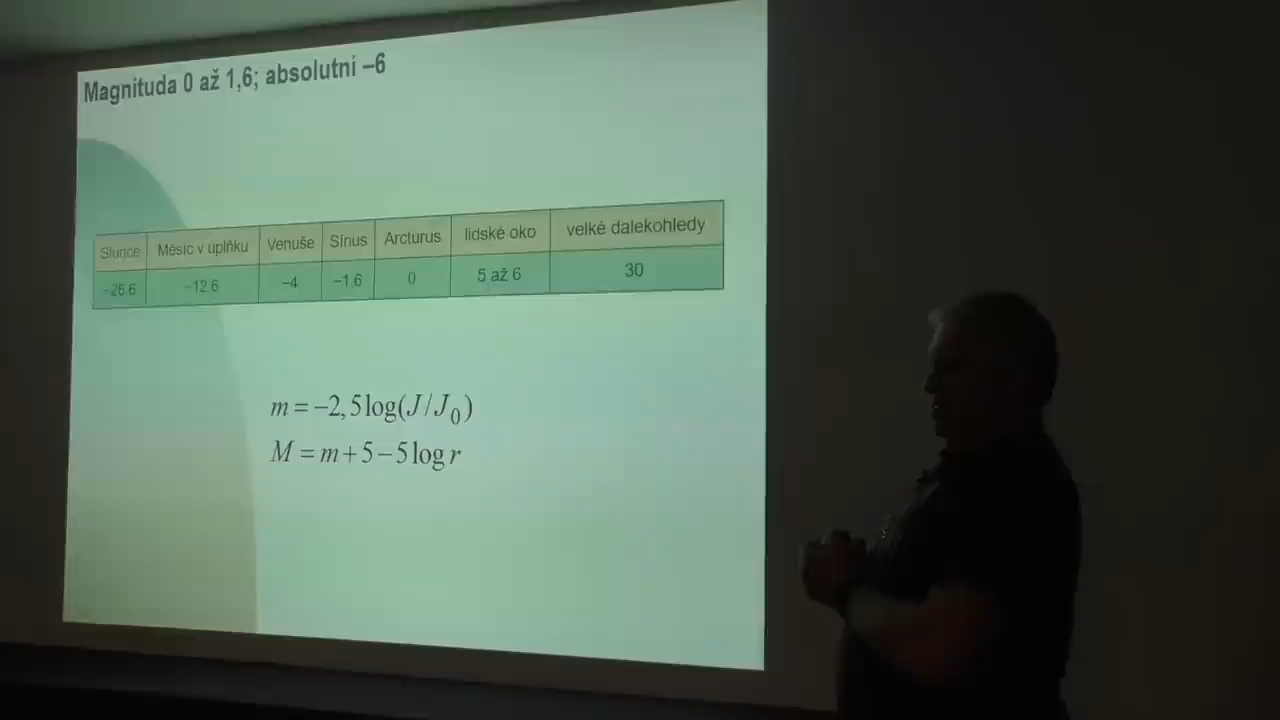 Magnituda 0 až 1,6; absolutní –6
Slunce Měsíc v úplňku Venuše Sírius Arcturus lidské oko velké dalekohledy
–26,6 –12,6 –4 –1,6 0 5 až 6 30
m = –2,5 log(J/J₀)
M = m+5–5 log r